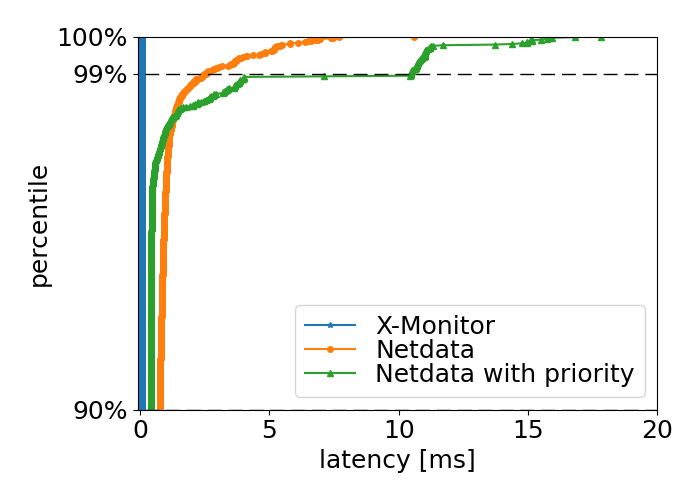 100%
99%
90%
percentile
0
5
10
15
20
latency [ms]
X-Monitor
Netdata
Netdata with priority